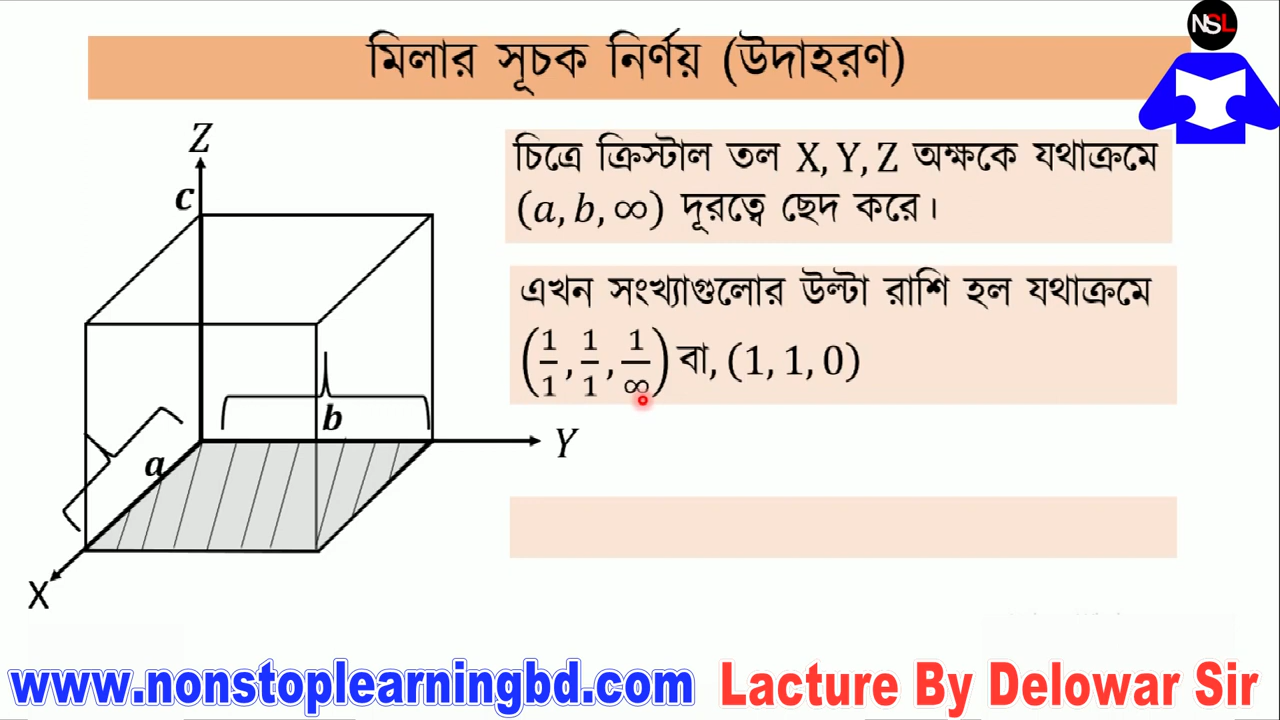 NSL
মিলার সূচক নির্ণয় (উদাহরণ)
চিত্রে ক্রিস্টাল তল X, Y, Z অক্ষকে যথাক্রমে
(a, b, ∞) দূরত্বে ছেদ করে।
এখন সংখ্যাগুলোর উল্টা রাশি হল যথাক্রমে
(1/1, 1/1, 1/∞) বা, (1, 1, 0)
Z
c
b
a
Y
X
www.nonstoplearningbd.com
Lacture By Delowar Sir